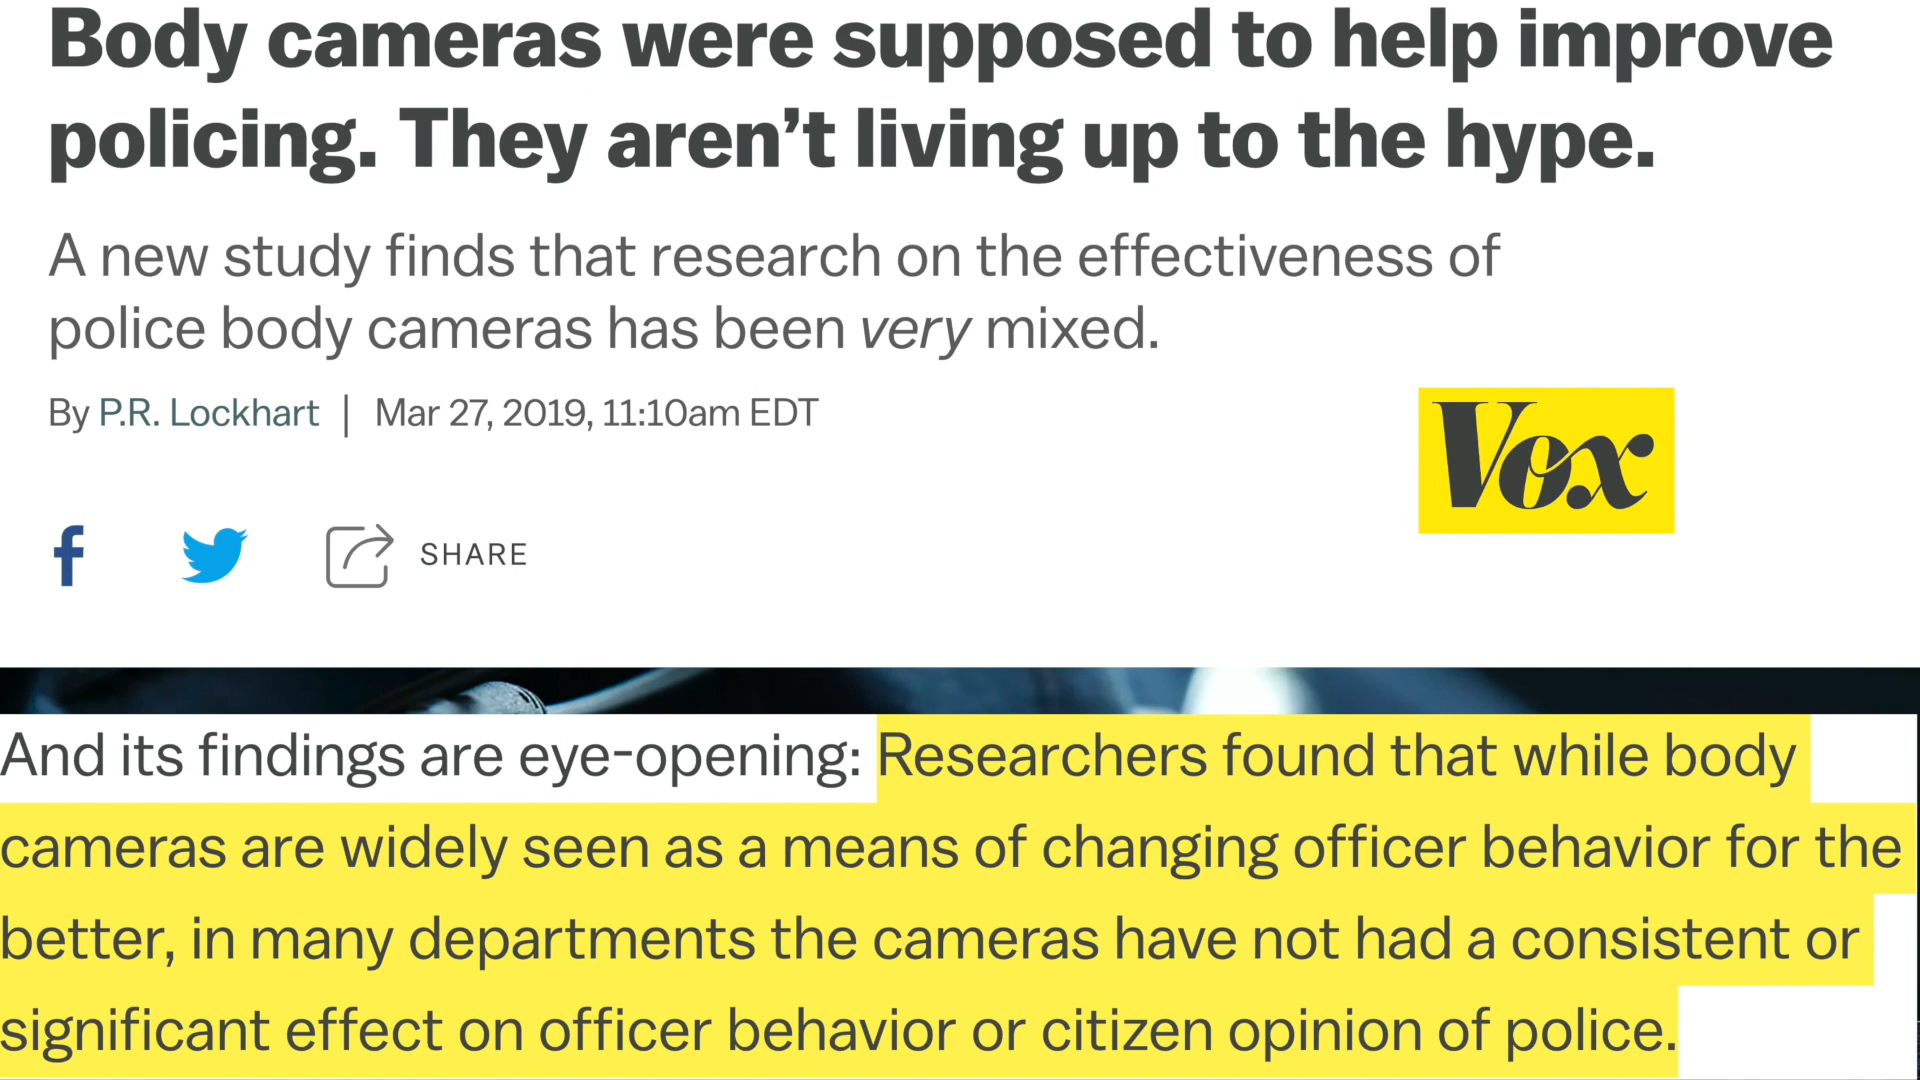 Body cameras were supposed to help improve
policing. They aren’t living up to the hype.
A new study finds that research on the effectiveness of
police body cameras has been very mixed.
By P.R. Lockhart | Mar 27, 2019, 11:10am EDT
Vox
SHARE
And its findings are eye-opening: Researchers found that while body
cameras are widely seen as a means of changing officer behavior for the
better, in many departments the cameras have not had a consistent or
significant effect on officer behavior or citizen opinion of police.